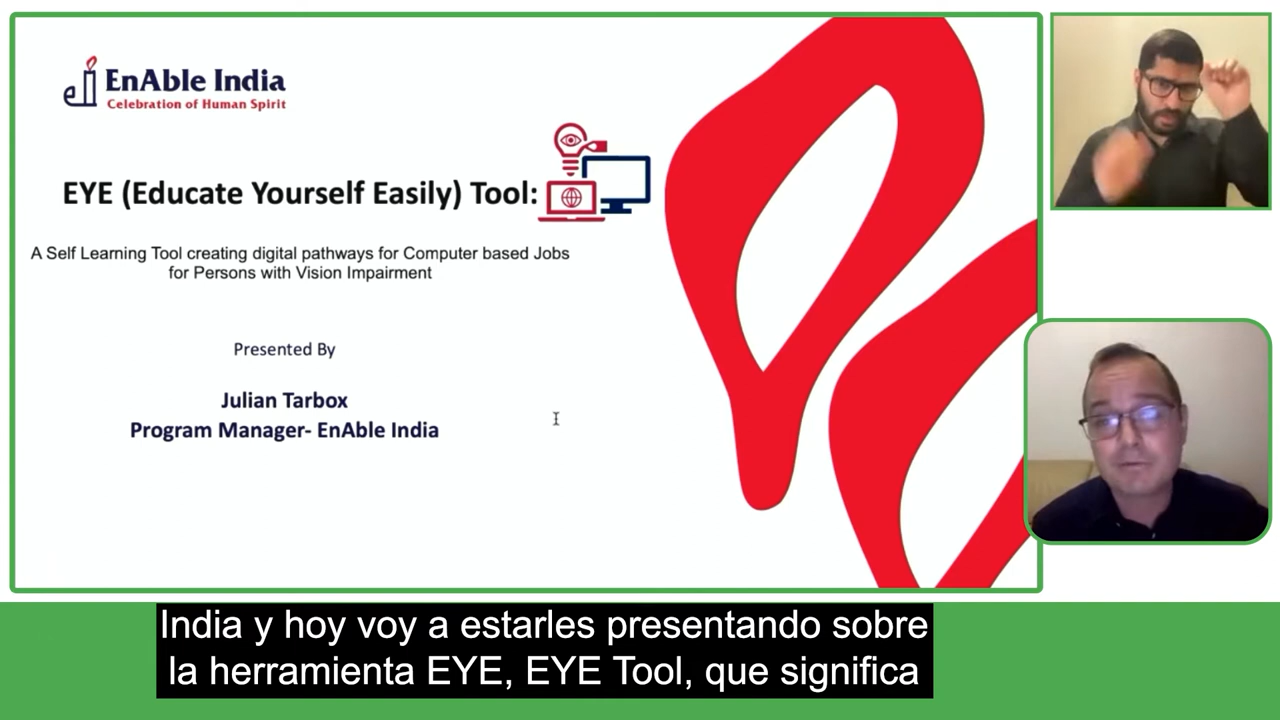 EnAble India
Celebration of Human Spirit
EYE (Educate Yourself Easily) Tool:
A Self Learning Tool creating digital pathways for Computer based Jobs
for Persons with Vision Impairment
Presented By
Julian Tarbox
Program Manager- EnAble India
India y hoy voy a estarles presentando sobre
la herramienta EYE, EYE Tool, que significa